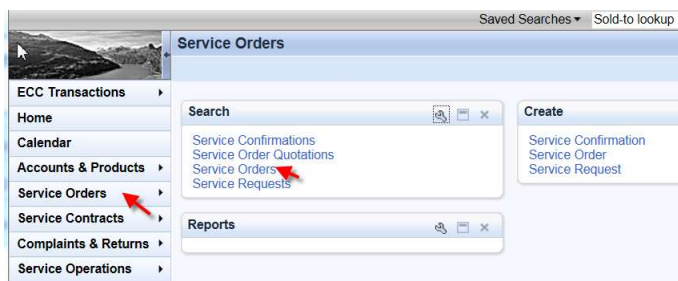 Saved Searches Sold-to lookup
Service Orders
ECC Transactions
Home
Calendar
Accounts & Products
Service Orders
Service Contracts
Complaints & Returns
Service Operations
Search
Service Confirmations
Service Order Quotations
Service Orders
Service Requests
Reports
Create
Service Confirmation
Service Order
Service Request